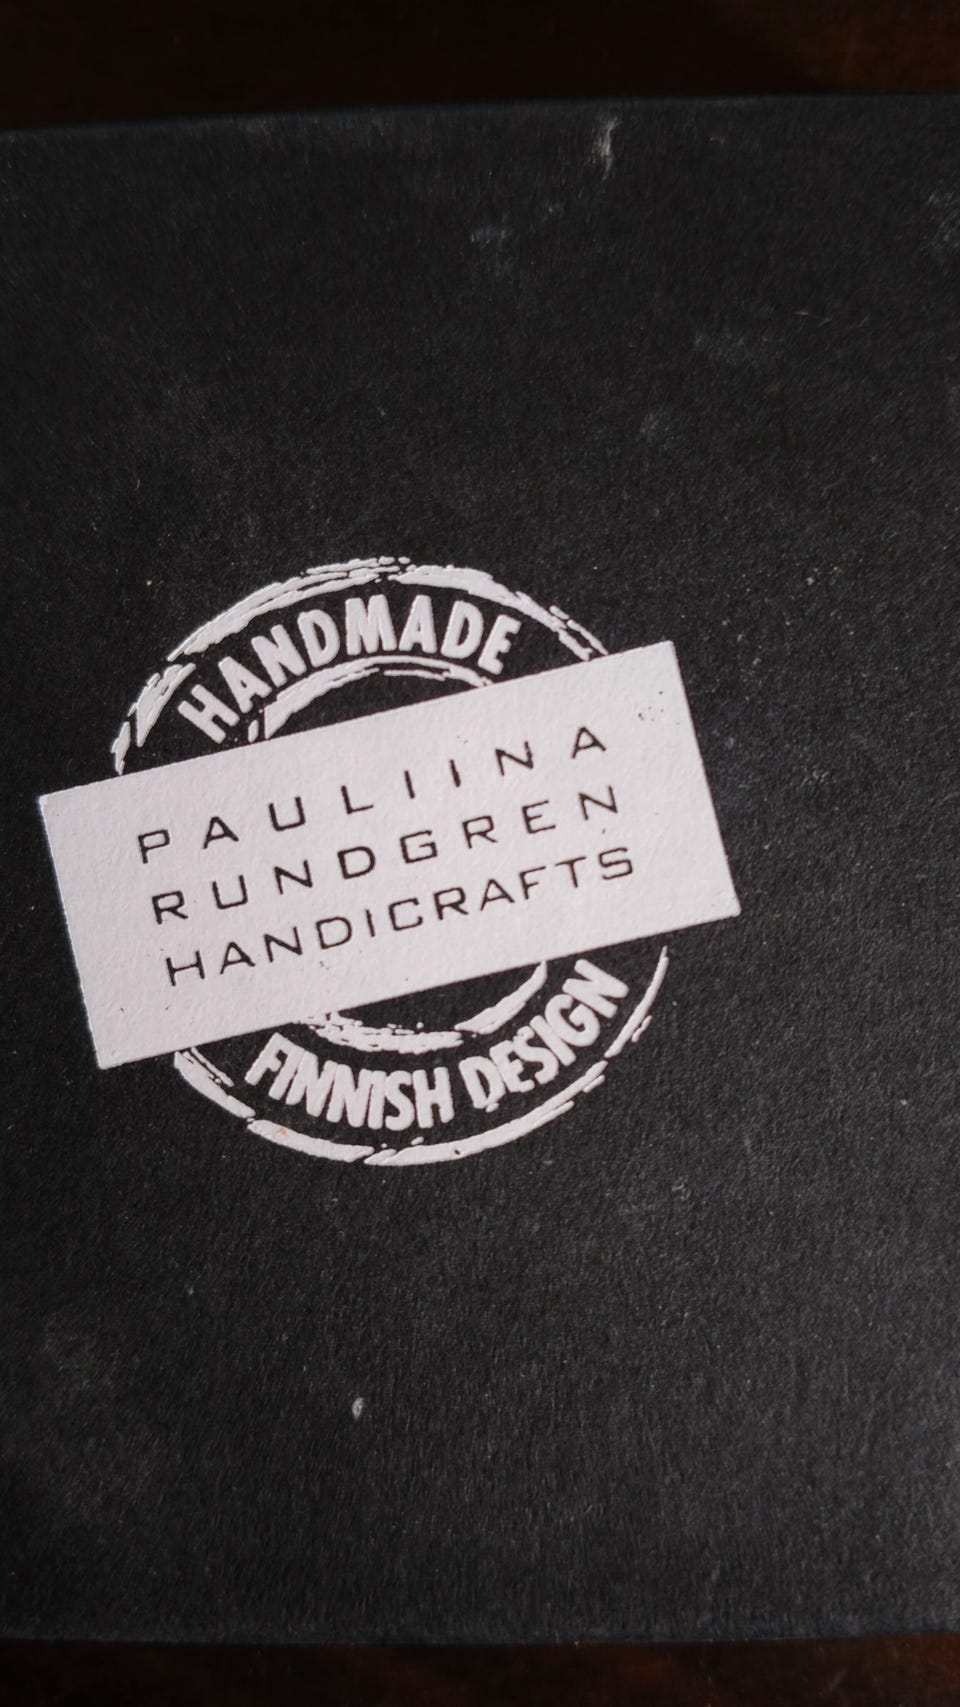 HANDMADE
PAULIINA
RUNDGREN
HANDICRAFTS
FINNISH DESIGN